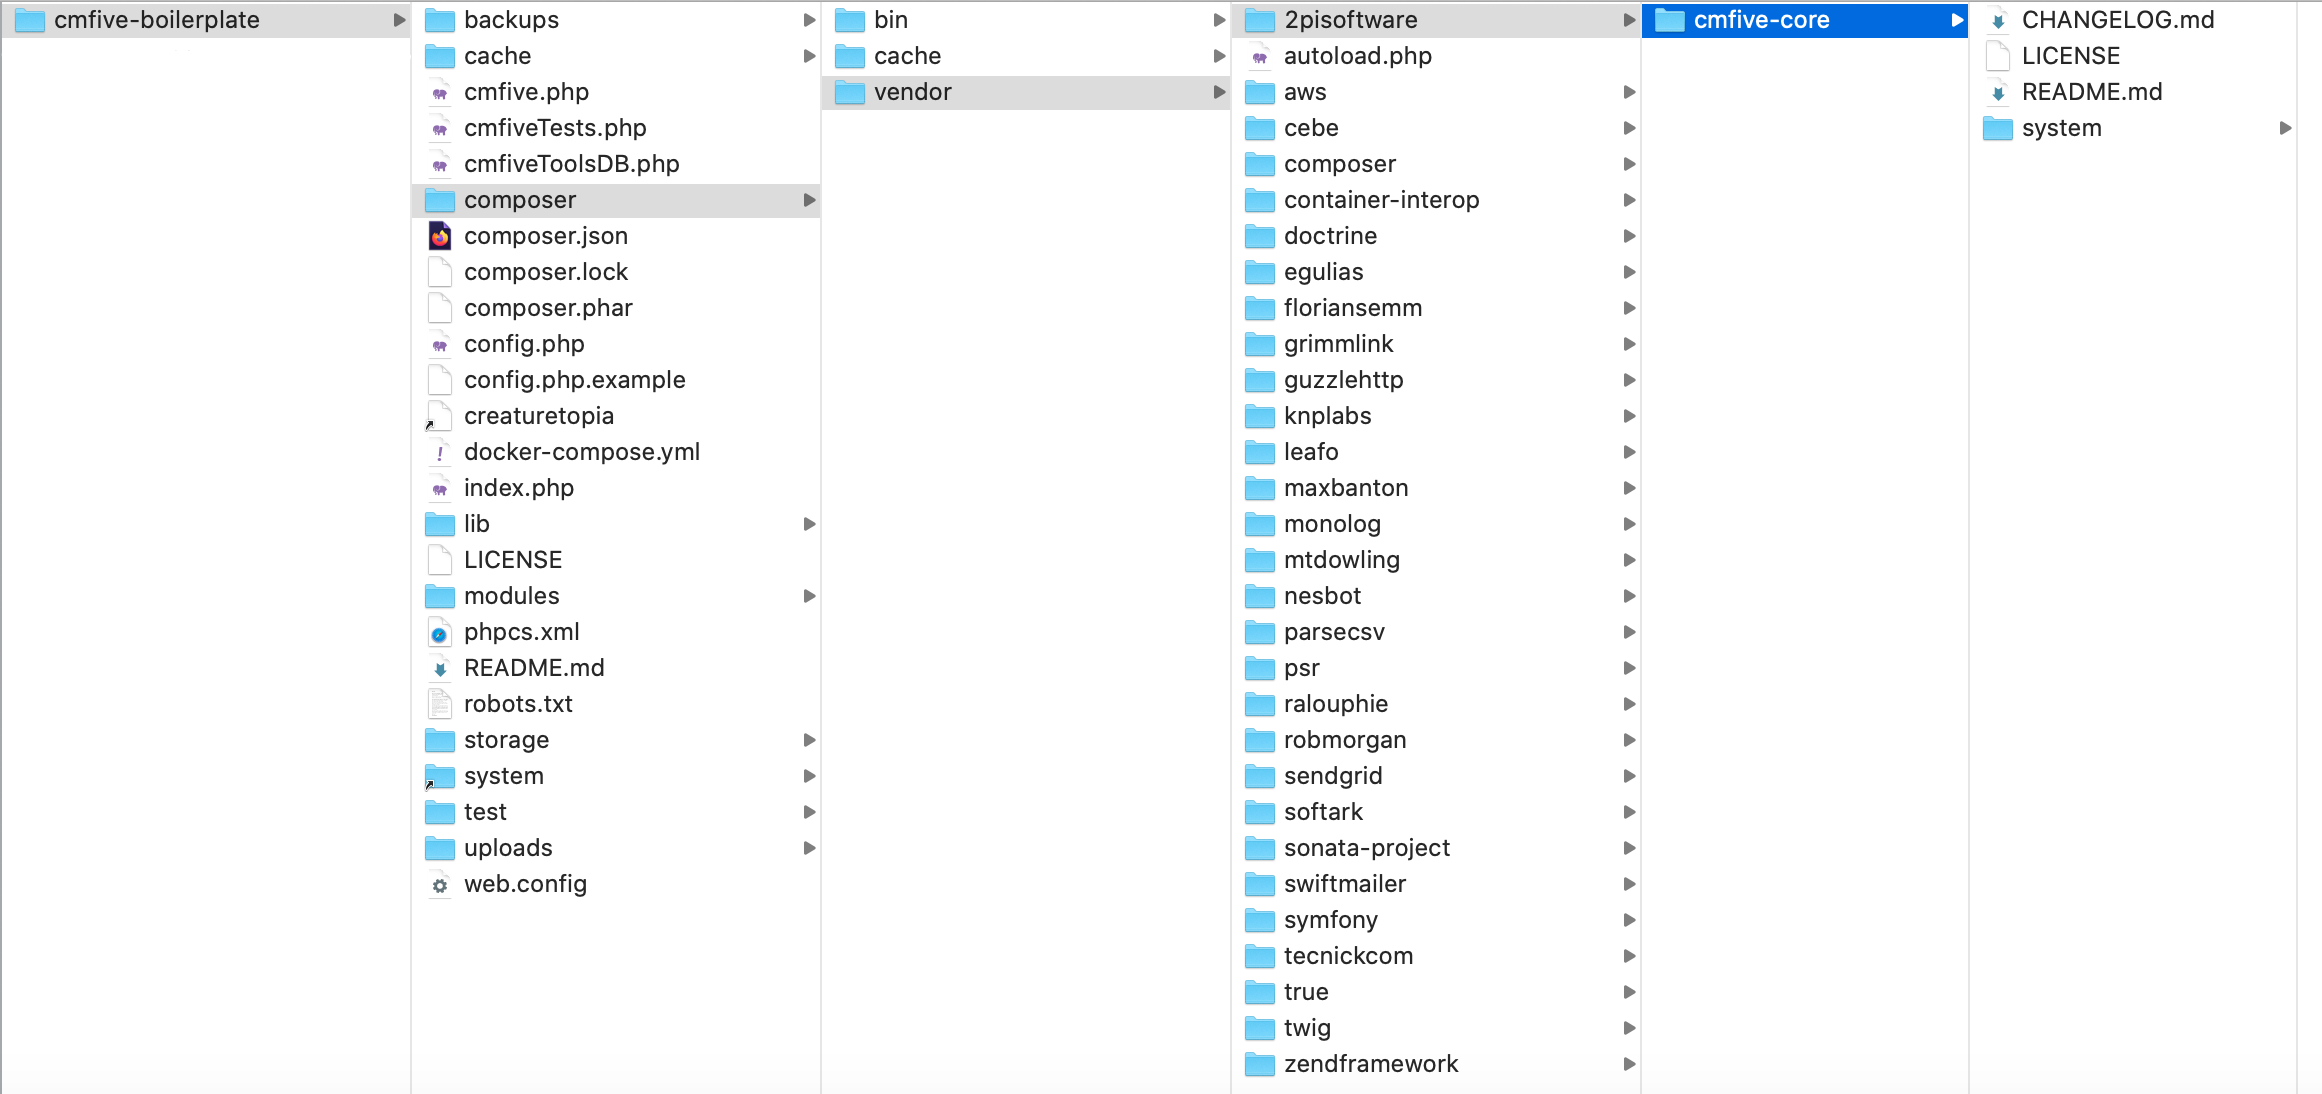 cmfive-boilerplate
backups
cache
cmfive.php
cmfiveTests.php
cmfiveToolsDB.php
composer
composer.json
composer.lock
composer.phar
config.php
config.php.example
creaturetopia
docker-compose.yml
index.php
lib
LICENSE
modules
phpcs.xml
README.md
robots.txt
storage
system
test
uploads
web.config
bin
cache
vendor
2pisoftware
autoload.php
aws
cebe
composer
container-interop
doctrine
egulias
floriansemm
grimmlink
guzzlehttp
knplabs
leafo
maxbanton
monolog
mtdowling
nesbot
parsecsv
psr
ralouphie
robmorgan
sendgrid
softark
sonata-project
swiftmailer
symfony
tecnickcom
true
twig
zendframework
cmfive-core
CHANGELOG.md
LICENSE
README.md
system